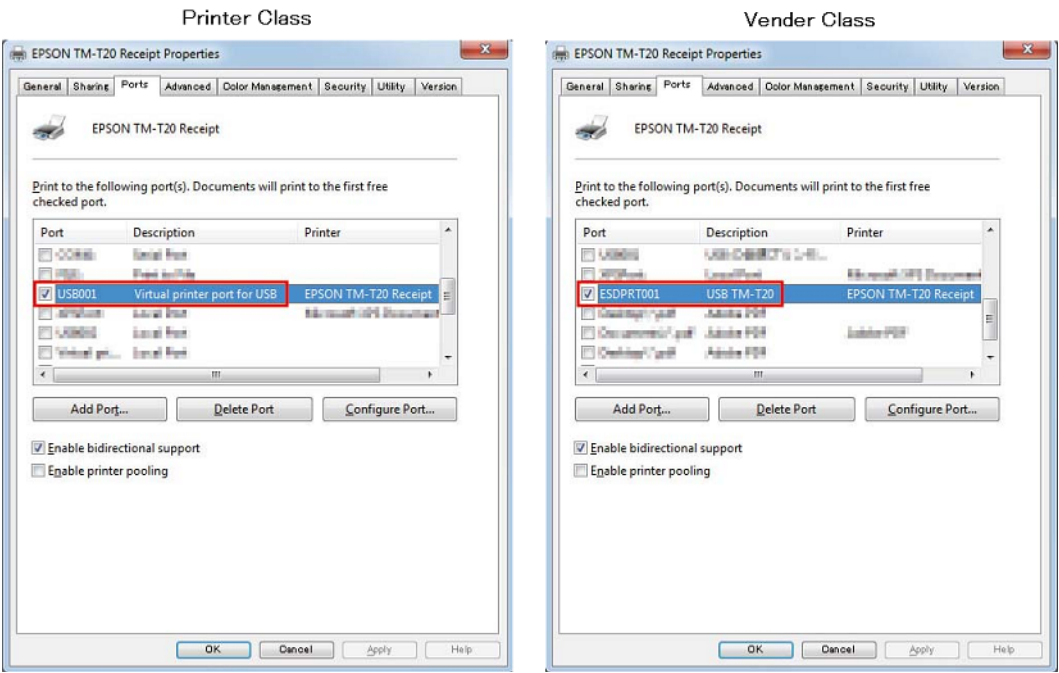 Printer Class
EPSON TM-T20 Receipt Properties
General Sharing Ports Advanced Color Management Security Utility Version
EPSON TM-T20 Receipt
Print to the following port(s). Documents will print to the first free
checked port.
Port Description Printer
USB001 Virtual printer port for USB EPSON TM-T20 Receipt
Add Port... Delete Port Configure Port...
Enable bidirectional support
Enable printer pooling
OK Cancel Apply Help
Vender Class
EPSON TM-T20 Receipt Properties
General Sharing Ports Advanced Color Management Security Utility Version
EPSON TM-T20 Receipt
Print to the following port(s). Documents will print to the first free
checked port.
Port Description Printer
ESDPRT001 USB TM-T20 EPSON TM-T20 Receipt
Add Port... Delete Port Configure Port...
Enable bidirectional support
Enable printer pooling
OK Cancel Apply Help